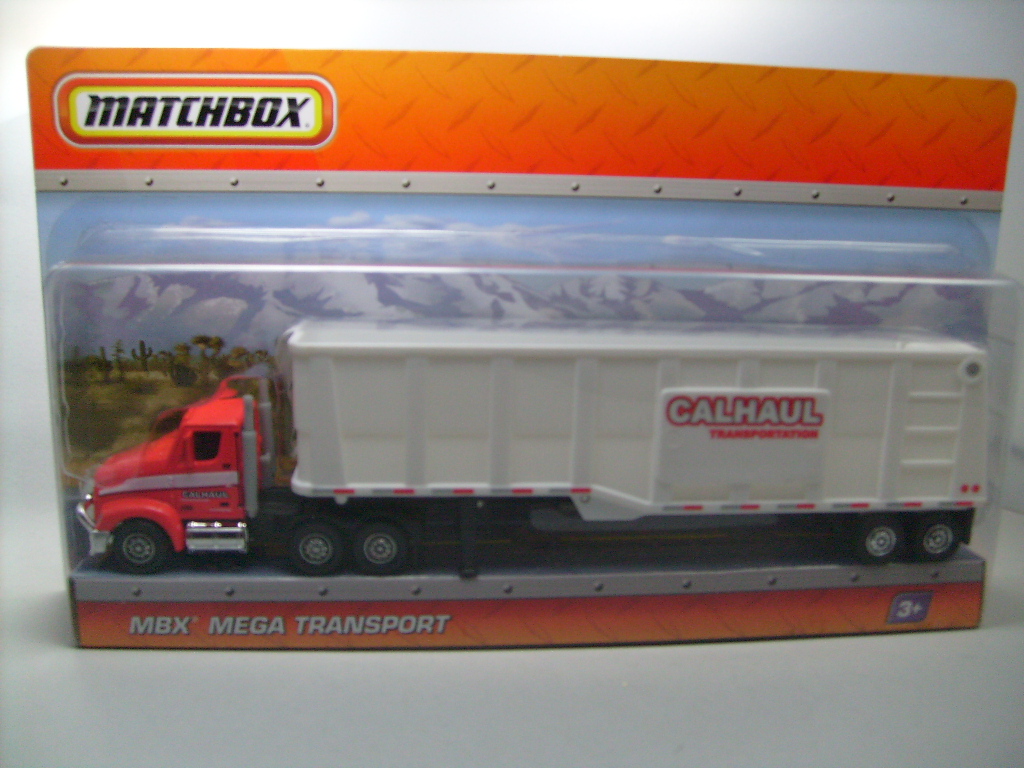 MATCHBOX
CALHAUL
TRANSPORTATION
CALHAUL
MBX® MEGA TRANSPORT
3+